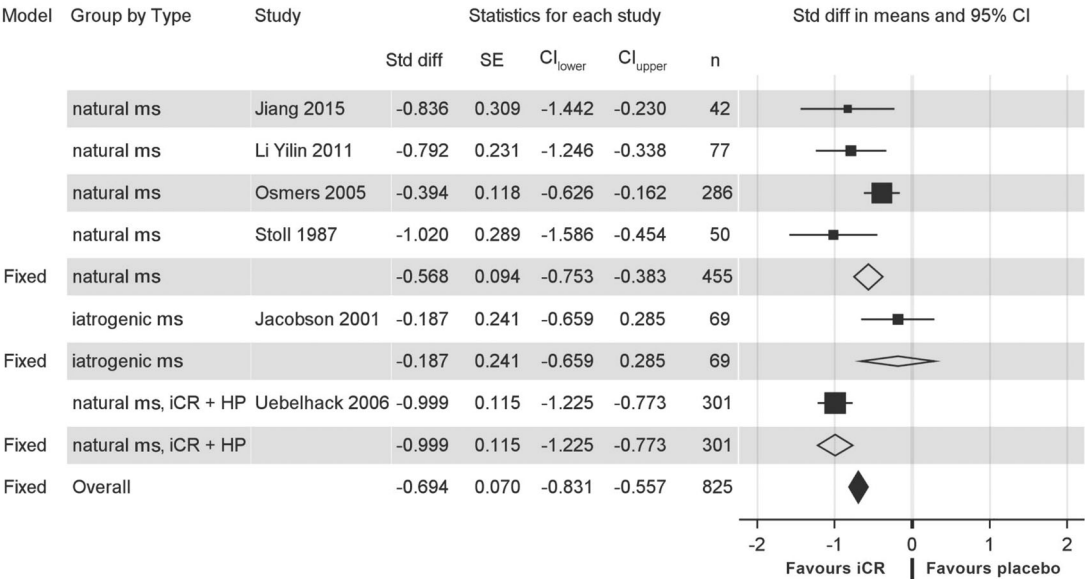 Model Group by Type Study Statistics for each study Std diff in means and 95% CI
Std diff SE CIlower CIupper n
natural ms Jiang 2015 -0.836 0.309 -1.442 -0.230 42
natural ms Li Yilin 2011 -0.792 0.231 -1.246 -0.338 77
natural ms Osmers 2005 -0.394 0.118 -0.626 -0.162 286
natural ms Stoll 1987 -1.020 0.289 -1.586 -0.454 50
Fixed natural ms -0.568 0.094 -0.753 -0.383 455
iatrogenic ms Jacobson 2001 -0.187 0.241 -0.659 0.285 69
Fixed iatrogenic ms -0.187 0.241 -0.659 0.285 69
natural ms, iCR + HP Uebelhack 2006 -0.999 0.115 -1.225 -0.773 301
Fixed natural ms, iCR + HP -0.999 0.115 -1.225 -0.773 301
Fixed Overall -0.694 0.070 -0.831 -0.557 825
-2 -1 0 1 2
Favours iCR Favours placebo